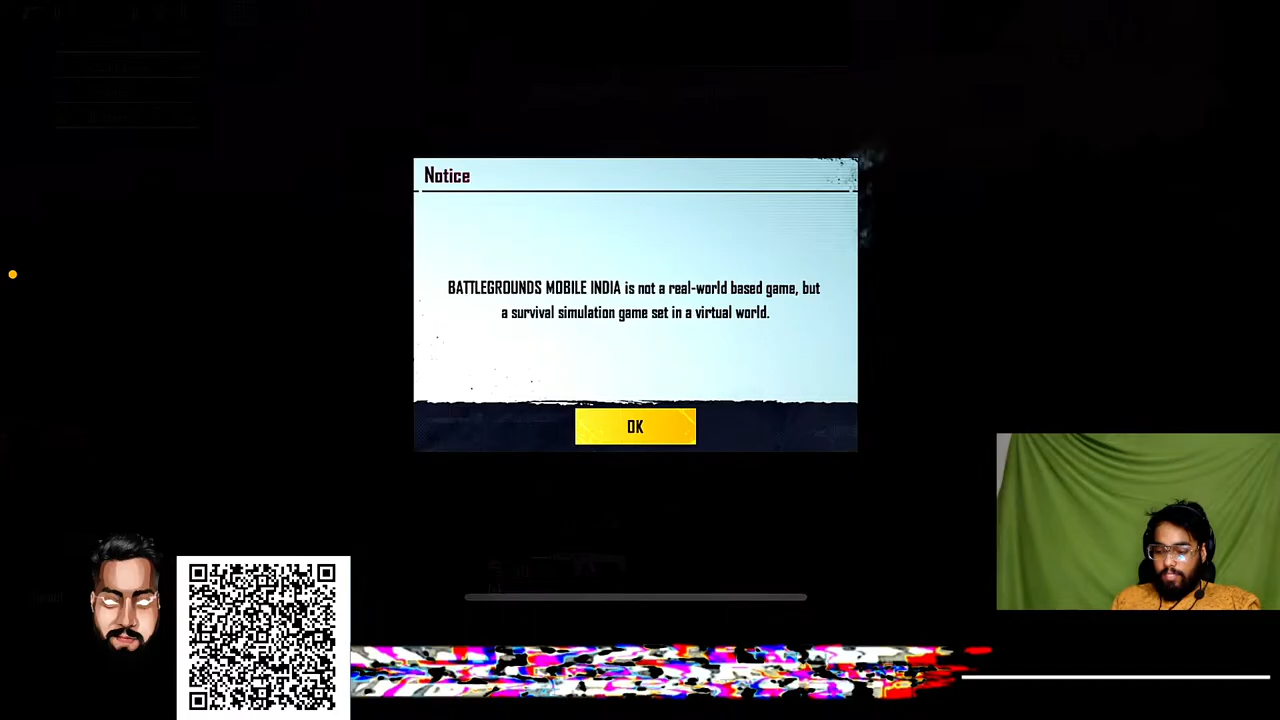 Notice
BATTLEGROUNDS MOBILE INDIA is not a real-world based game, but
a survival simulation game set in a virtual world.
OK